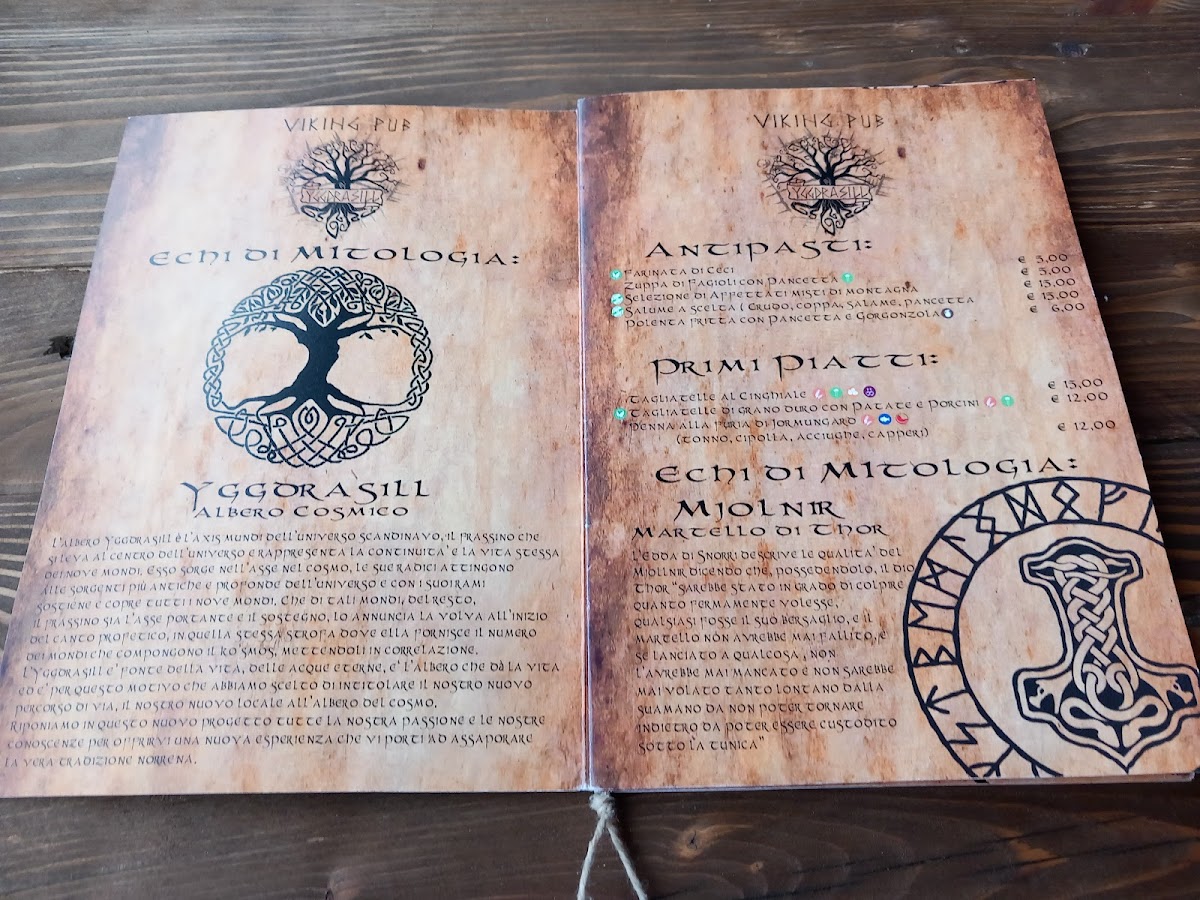 VIKING PUB
YGGDRASILL
ECHI DI MITOLOGIA:
YGGDRASILL
ALBERO COSMICO
L'ALBERO YGGDRASILL È L'AXIS MUNDI DELL'UNIVERSO SCANDINAVO, IL FRASSINO CHE
SI LEVA AL CENTRO DELL'UNIVERSO E RAPPRESENTA LA CONTINUITA' E LA VITA STESSA
DEI NOVE MONDI. ESSO SORGE NELL'ASSE NEL COSMO, LE SUE RADICI ATTINGONO
ALLE SORGENTI PIÙ ANTICHE E PROFONDE DELL'UNIVERSO E CON I SUOI RAMI
SOSTIENE E COPRE TUTTI I NOVE MONDI. CHE DI TALI MONDI, DEL RESTO,
IL FRASSINO SIA L'ASSE PORTANTE E IL SOSTEGNO, LO ANNUNCIA LA VOLVA ALL'INIZIO
DEL CANTO PROFETICO, IN QUELLA STESSA STROFA DOVE ELLA FORNISCE IL NUMERO
DEI MONDI CHE COMPONGONO IL KO'SMOS, METTENDOLI IN CORRELAZIONE.
L'YGGDRASILL E' FONTE DELLA VITA, DELLE ACQUE ETERNE, E' L'ALBERO CHE DÀ LA VITA
ED E' PER QUESTO MOTIVO CHE ABBIAMO SCELTO DI INTITOLARE IL NOSTRO NUOVO
PERCORSO DI VIA, IL NOSTRO NUOVO LOCALE ALL'ALBERO DEL COSMO.
RIPONIAMO IN QUESTO NUOVO PROGETTO TUTTE LA NOSTRA PASSIONE E LE NOSTRE
CONOSCENZE PER OFFRIRVI UNA NUOVA ESPERIENZA CHE VI PORTI AD ASSAPORARE
LA VERA TRADIZIONE NORRENA.
VIKING PUB
YGGDRASILL
ANTIPASTI:
FARINATA DI CECI € 5,00
ZUPPA DI FAGIOLI CON PANCETTA € 5,00
SELEZIONE DI AFFETTATI MISTI DI MONTAGNA € 15,00
SALUME A SCELTA ( CRUDO, COPPA, SALAME, PANCETTA € 15,00
POLENTA FRITTA CON PANCETTA E GORGONZOLA € 6,00
PRIMI PIATTI:
TAGLIATELLE AL CINGHIALE € 15,00
TAGLIATELLE DI GRANO DURO CON PATATE E PORCINI € 12,00
PENNA ALLA FURIA DI JORMUNGARD
(TONNO, CIPOLLA, ACCIUGHE, CAPPERI) € 12,00
ECHI DI MITOLOGIA:
MJOLNIR
MARTELLO DI THOR
L'EDDA DI SNORRI DESCRIVE LE QUALITA' DEL
MJOLLNIR DICENDO CHE, POSSEDENDOLO, IL DIO
THOR "SAREBBE STATO IN GRADO DI COLPIRE
QUANTO FERMAMENTE VOLESSE,
QUALSIASI FOSSE IL SUO BERSAGLIO, E IL
MARTELLO NON AVREBBE MAI FALLITO, E
SE LANCIATO A QUALCOSA, NON
L'AVREBBE MAI MANCATO E NON SAREBBE
MAI VOLATO TANTO LONTANO DALLA
SUA MANO DA NON POTER TORNARE
INDIETRO DA POTER ESSERE CUSTODITO
SOTTO LA TUNICA"